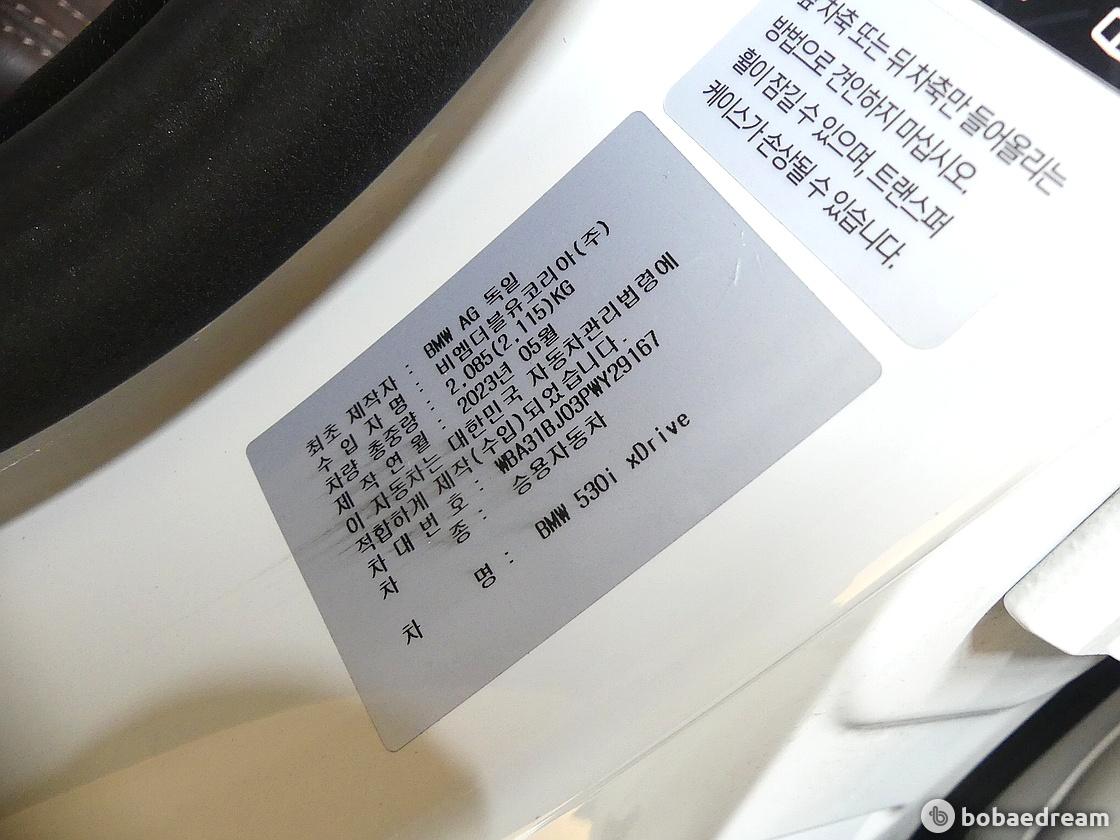 앞 차축 또는 뒤 차축만 들어올리는
방법으로 견인하지 마십시오.
휠이 잠길 수 있으며, 트랜스퍼
케이스가 손상될 수 있습니다.
최초 제작자 : BMW AG 독일
수 입 자 명 : 비엠더블유코리아(주)
차량 총중량 : 2,085(2,115)KG
제 작 연 월 : 2023년 05월
이 자동차는 대한민국 자동차관리법령에
적합하게 제작(수입)되었습니다.
차 대 번 호 : WBA31BJ03PWY29167
차 종 : 승용자동차
차 명 : BMW 530i xDrive
bobaedream